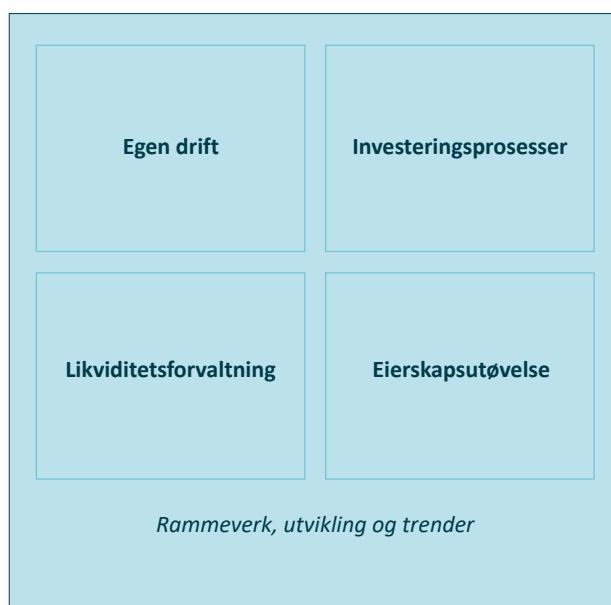 Egen drift
Investeringsprosesser
Likviditetsforvaltning
Eierskapsutøvelse
Rammeverk, utvikling og trender